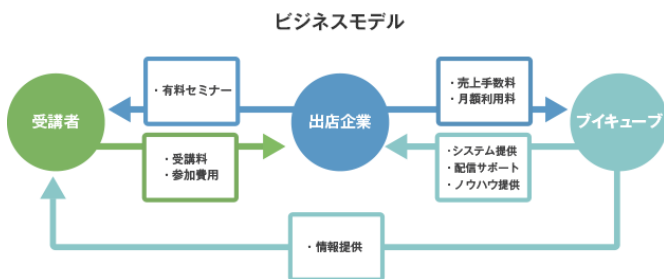 ビジネスモデル
・有料セミナー
・売上手数料
・月額利用料
受講者
出店企業
ブイキューブ
・受講料
・参加費用
・システム提供
・配信サポート
・ノウハウ提供
・情報提供